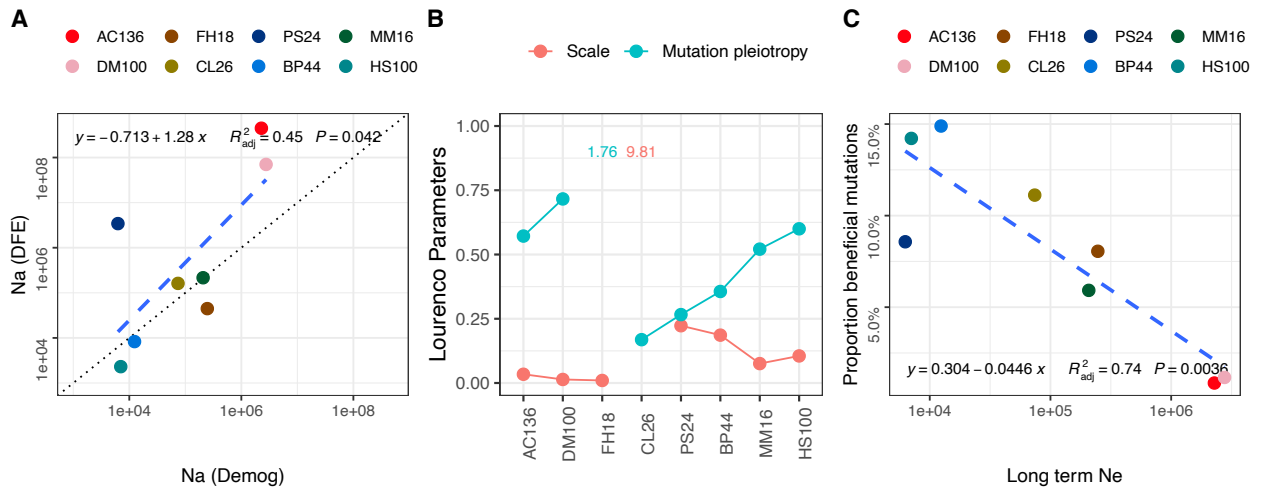 A
AC136 FH18 PS24 MM16
DM100 CL26 BP44 HS100
y = − 0.713 + 1.28 x R²adj = 0.45 P = 0.042
Na (DFE)
1e+08
1e+06
1e+04
1e+04 1e+06 1e+08
Na (Demog)
B
Scale Mutation pleiotropy
Lourenco Parameters
1.00
0.75
0.50
0.25
0.00
1.76 9.81
AC136 DM100 FH18 CL26 PS24 BP44 MM16 HS100
C
AC136 FH18 PS24 MM16
DM100 CL26 BP44 HS100
Proportion beneficial mutations
15.0%
10.0%
5.0%
y = 0.304 − 0.0446 x R²adj = 0.74 P = 0.0036
1e+04 1e+05 1e+06
Long term Ne